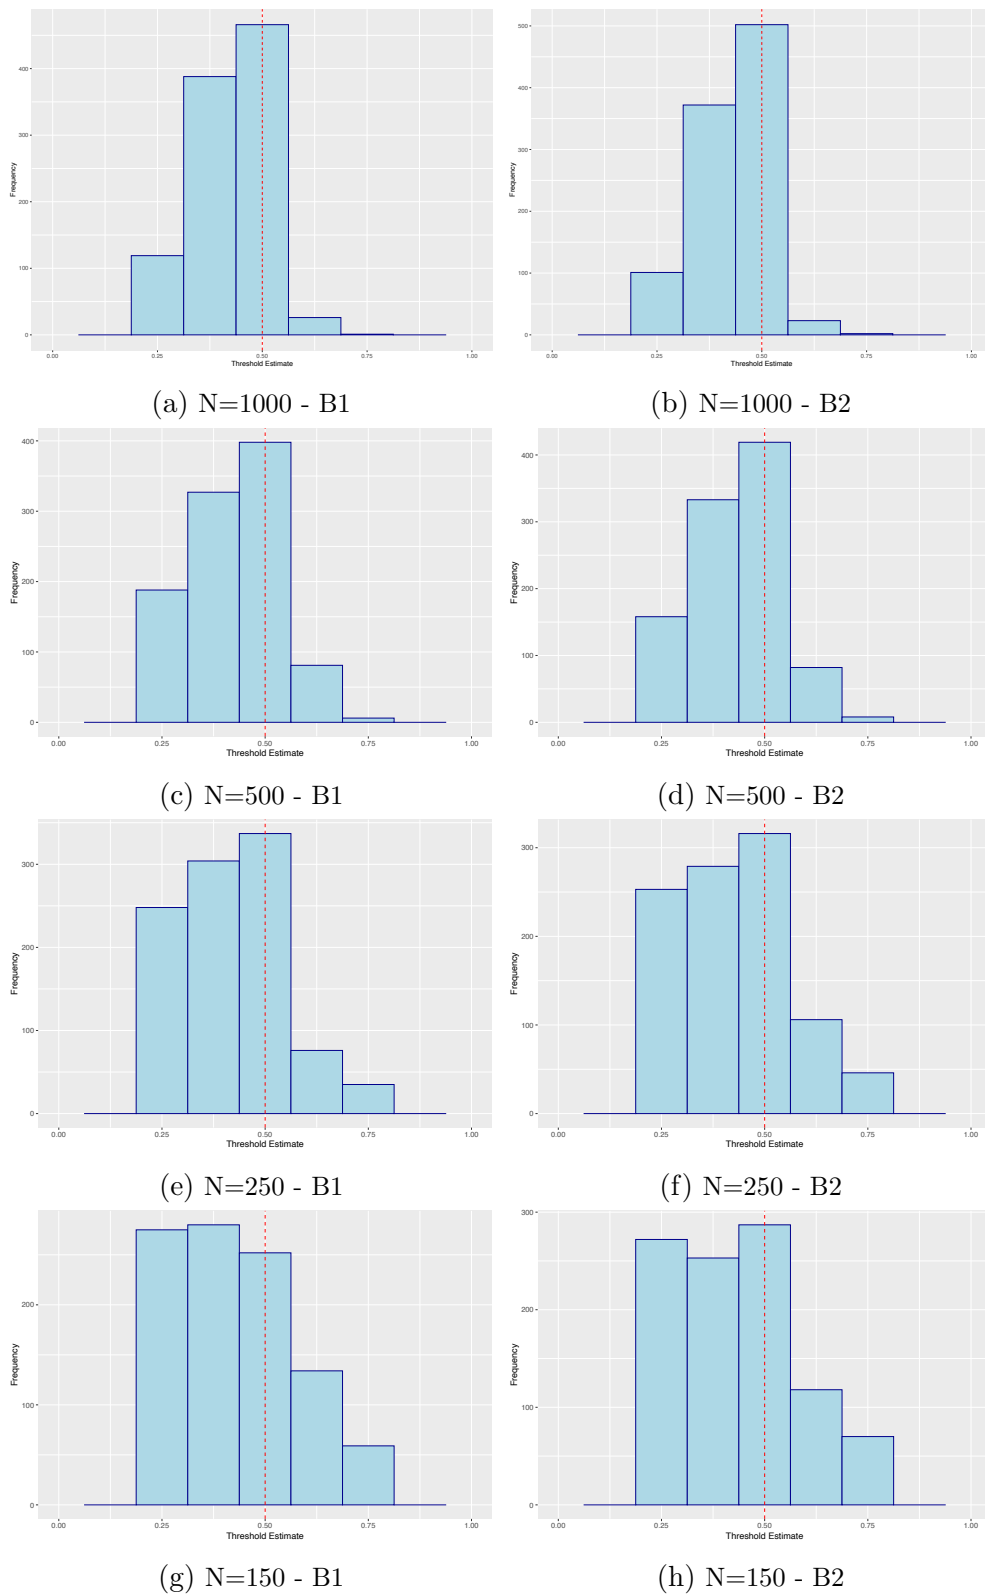 400
300
200
100
0
Frequency
0.00 0.25 0.50 0.75 1.00
Threshold Estimate
500
400
300
200
100
0
Frequency
0.00 0.25 0.50 0.75 1.00
Threshold Estimate
(a) N=1000 - B1
(b) N=1000 - B2
400
300
200
100
0
Frequency
0.00 0.25 0.50 0.75 1.00
Threshold Estimate
400
300
200
100
0
Frequency
0.00 0.25 0.50 0.75 1.00
Threshold Estimate
(c) N=500 - B1
(d) N=500 - B2
300
200
100
0
Frequency
0.00 0.25 0.50 0.75 1.00
Threshold Estimate
300
200
100
0
Frequency
0.00 0.25 0.50 0.75 1.00
Threshold Estimate
(e) N=250 - B1
(f) N=250 - B2
200
100
0
Frequency
0.00 0.25 0.50 0.75 1.00
Threshold Estimate
300
200
100
0
Frequency
0.00 0.25 0.50 0.75 1.00
Threshold Estimate
(g) N=150 - B1
(h) N=150 - B2